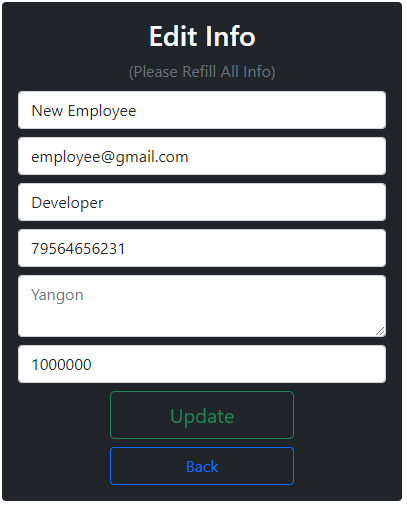 Edit Info
(Please Refill All Info)
New Employee
employee@gmail.com
Developer
79564656231
Yangon
1000000
Update
Back